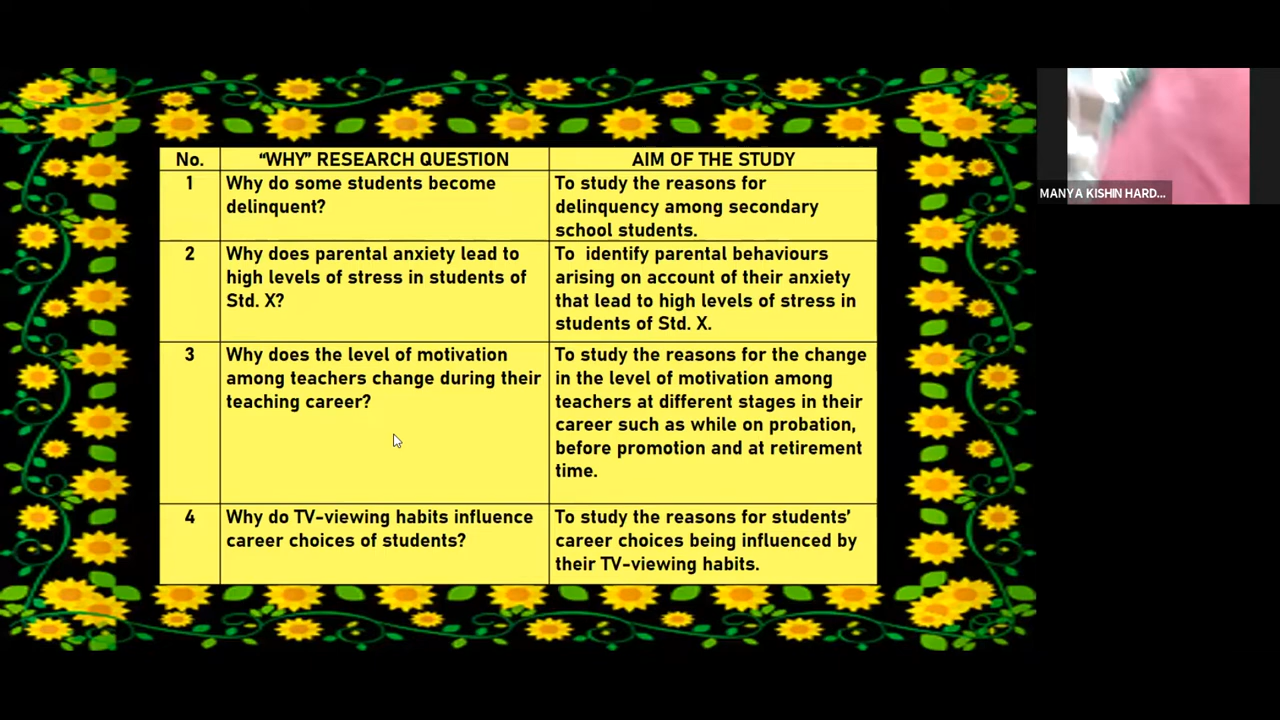 No.
“WHY” RESEARCH QUESTION
AIM OF THE STUDY
1
Why do some students become
delinquent?
To study the reasons for
delinquency among secondary
school students.
2
Why does parental anxiety lead to
high levels of stress in students of
Std. X?
To identify parental behaviours
arising on account of their anxiety
that lead to high levels of stress in
students of Std. X.
3
Why does the level of motivation
among teachers change during their
teaching career?
To study the reasons for the change
in the level of motivation among
teachers at different stages in their
career such as while on probation,
before promotion and at retirement
time.
4
Why do TV-viewing habits influence
career choices of students?
To study the reasons for students’
career choices being influenced by
their TV-viewing habits.
MANYA KISHIN HARD...